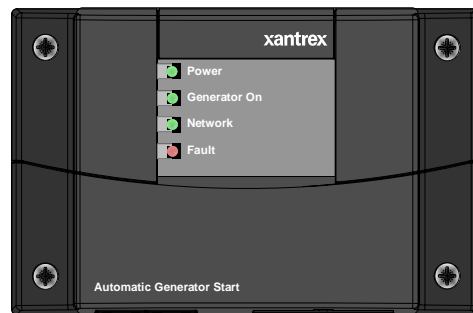 xantrex
Power
Generator On
Network
Fault
Automatic Generator Start